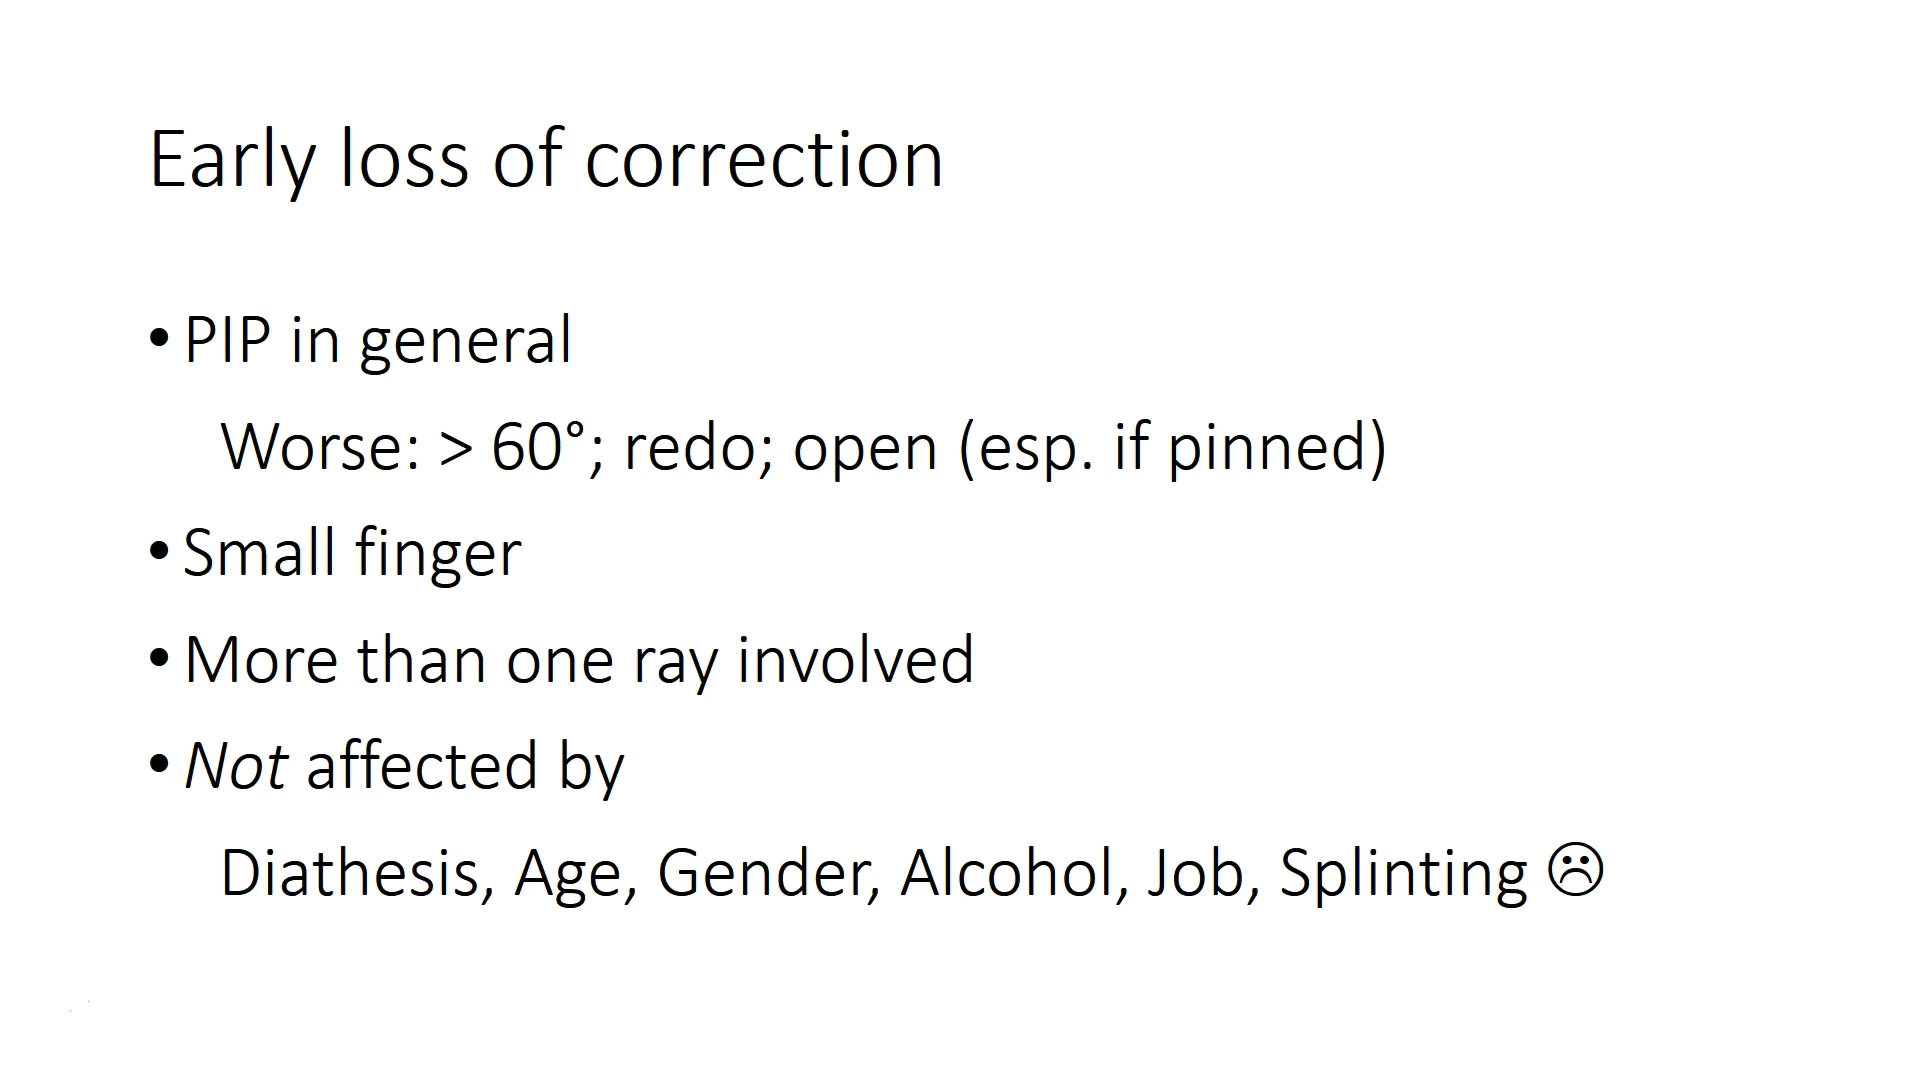 Early loss of correction
• PIP in general
Worse: > 60°; redo; open (esp. if pinned)
• Small finger
• More than one ray involved
• Not affected by
Diathesis, Age, Gender, Alcohol, Job, Splinting ☹